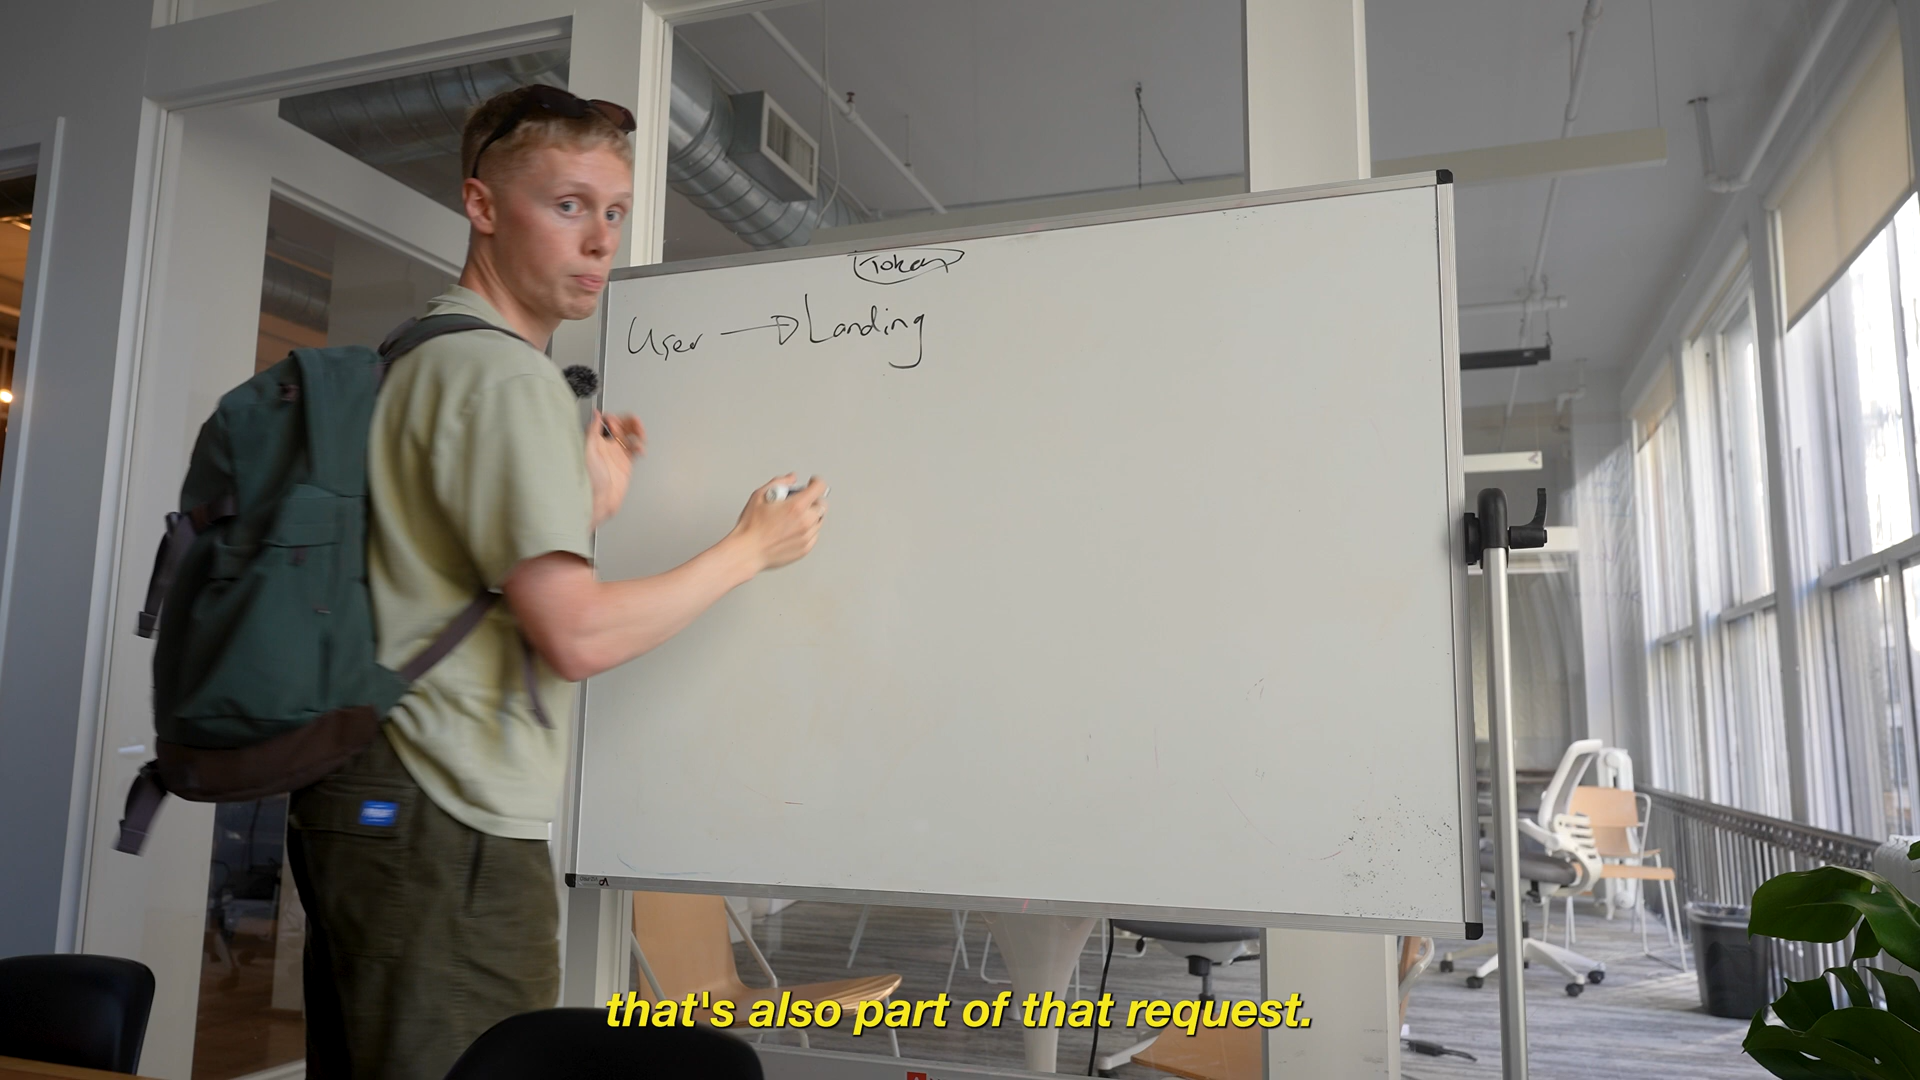 Token
User → Landing
that's also part of that request.